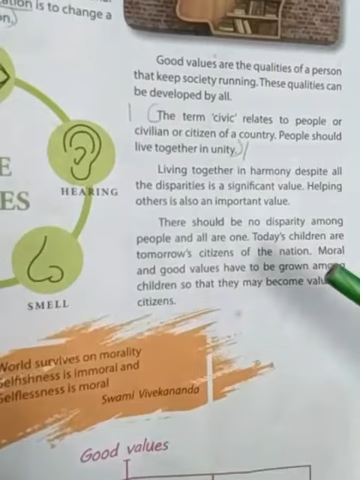 is to change a
Good values are the qualities of a person
that keep society running. These qualities can
be developed by all.
The term 'civic' relates to people or
civilian or citizen of a country. People should
live together in unity.
Living together in harmony despite all
the disparities is a significant value. Helping
others is also an important value.
There should be no disparity among
people and all are one. Today's children are
tomorrow's citizens of the nation. Moral
and good values have to be grown among
children so that they may become
citizens.
HEARING
SMELL
World survives on morality
Selfishness is immoral and
Selflessness is moral
Swami Vivekananda
Good values